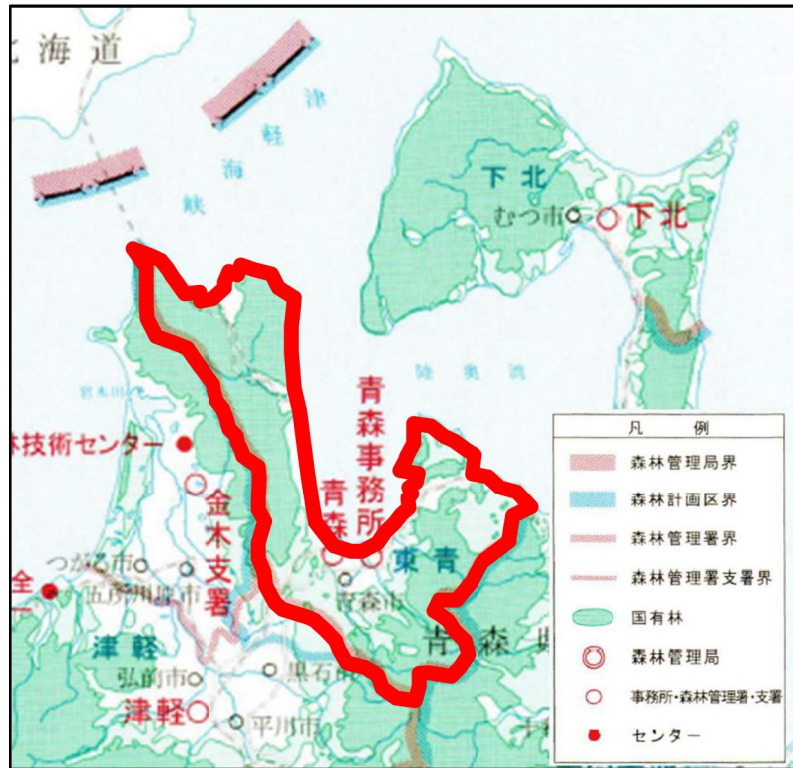 北海道
津軽海峡
下北
むつ市
下北
陸奥湾
岩木川
林技術センター
金木支署
青森事務所
青森
東青
青森市
つがる市
五所川原市
全
津軽
弘前市
黒石市
津軽
平川市
青森県
凡 例
森林管理局界
森林計画区界
森林管理署界
森林管理署支署界
国有林
森林管理局
事務所・森林管理署・支署
センター